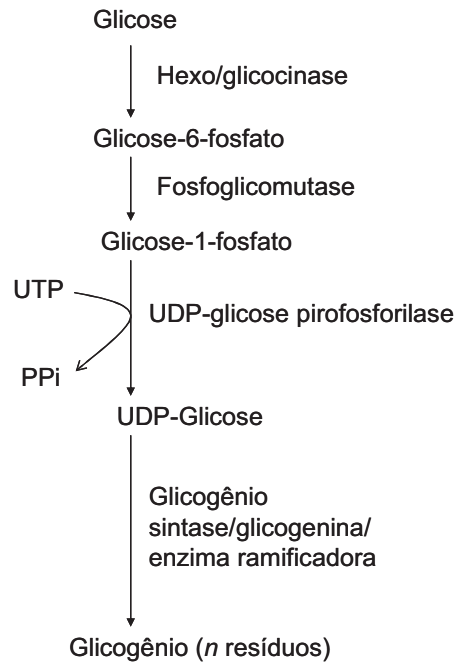 Glicose
Hexo/glicocinase
Glicose-6-fosfato
Fosfoglicomutase
Glicose-1-fosfato
UTP
UDP-glicose pirofosforilase
PPi
UDP-Glicose
Glicogênio
sintase/glicogenina/
enzima ramificadora
Glicogênio (n resíduos)